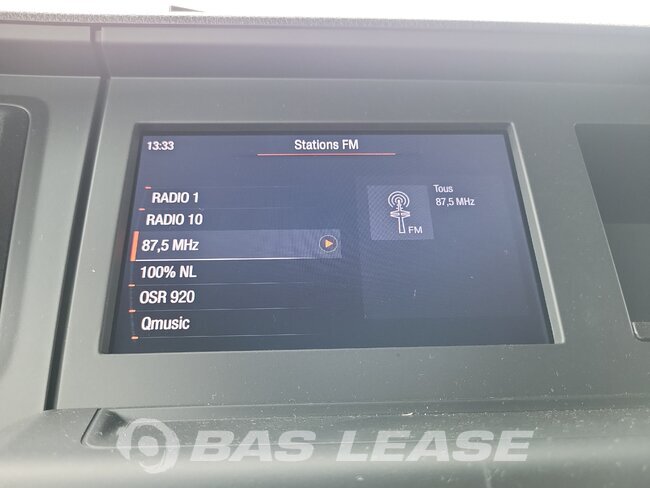 13:33
Stations FM
RADIO 1
RADIO 10
87,5 MHz
100% NL
OSR 920
Qmusic
FM
Tous
87,5 MHz
BAS LEASE